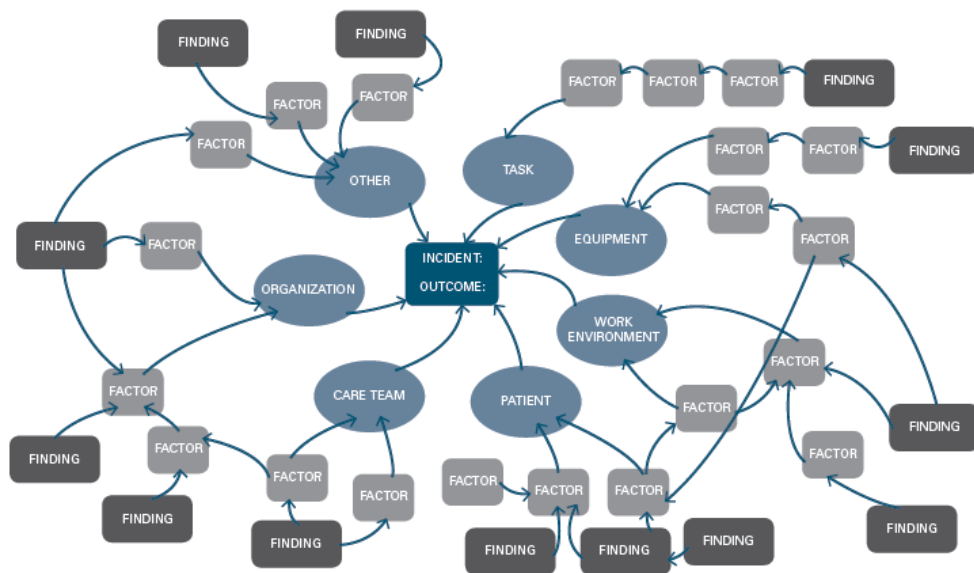 FINDING
FINDING
FACTOR
FACTOR
FACTOR
FINDING
FACTOR
FACTOR
FACTOR
FACTOR
FACTOR
FACTOR
FINDING
OTHER
TASK
FACTOR
FINDING
FACTOR
EQUIPMENT
FACTOR
INCIDENT:
OUTCOME:
ORGANIZATION
WORK
ENVIRONMENT
FACTOR
FACTOR
CARE TEAM
PATIENT
FACTOR
FINDING
FINDING
FACTOR
FACTOR
FACTOR
FACTOR
FACTOR
FACTOR
FACTOR
FINDING
FINDING
FINDING
FINDING
FINDING
FINDING
FINDING